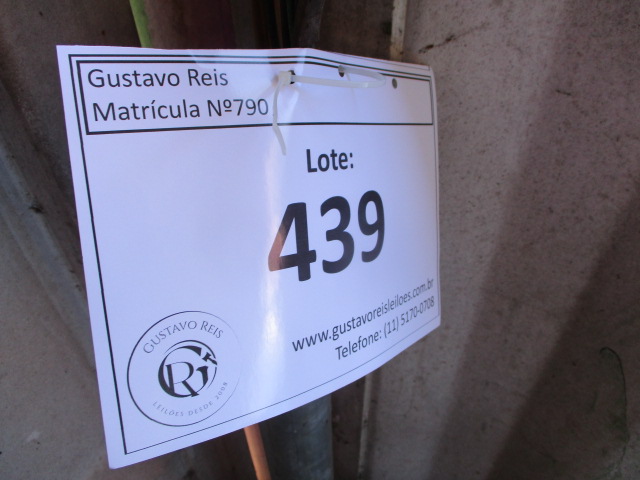 Gustavo Reis
Matrícula Nº790
Lote:
439
www.gustavoreisleiloes.com.br
Telefone: (11) 5170-0708
GUSTAVO REIS
GR
LEILÕES DESDE 2008